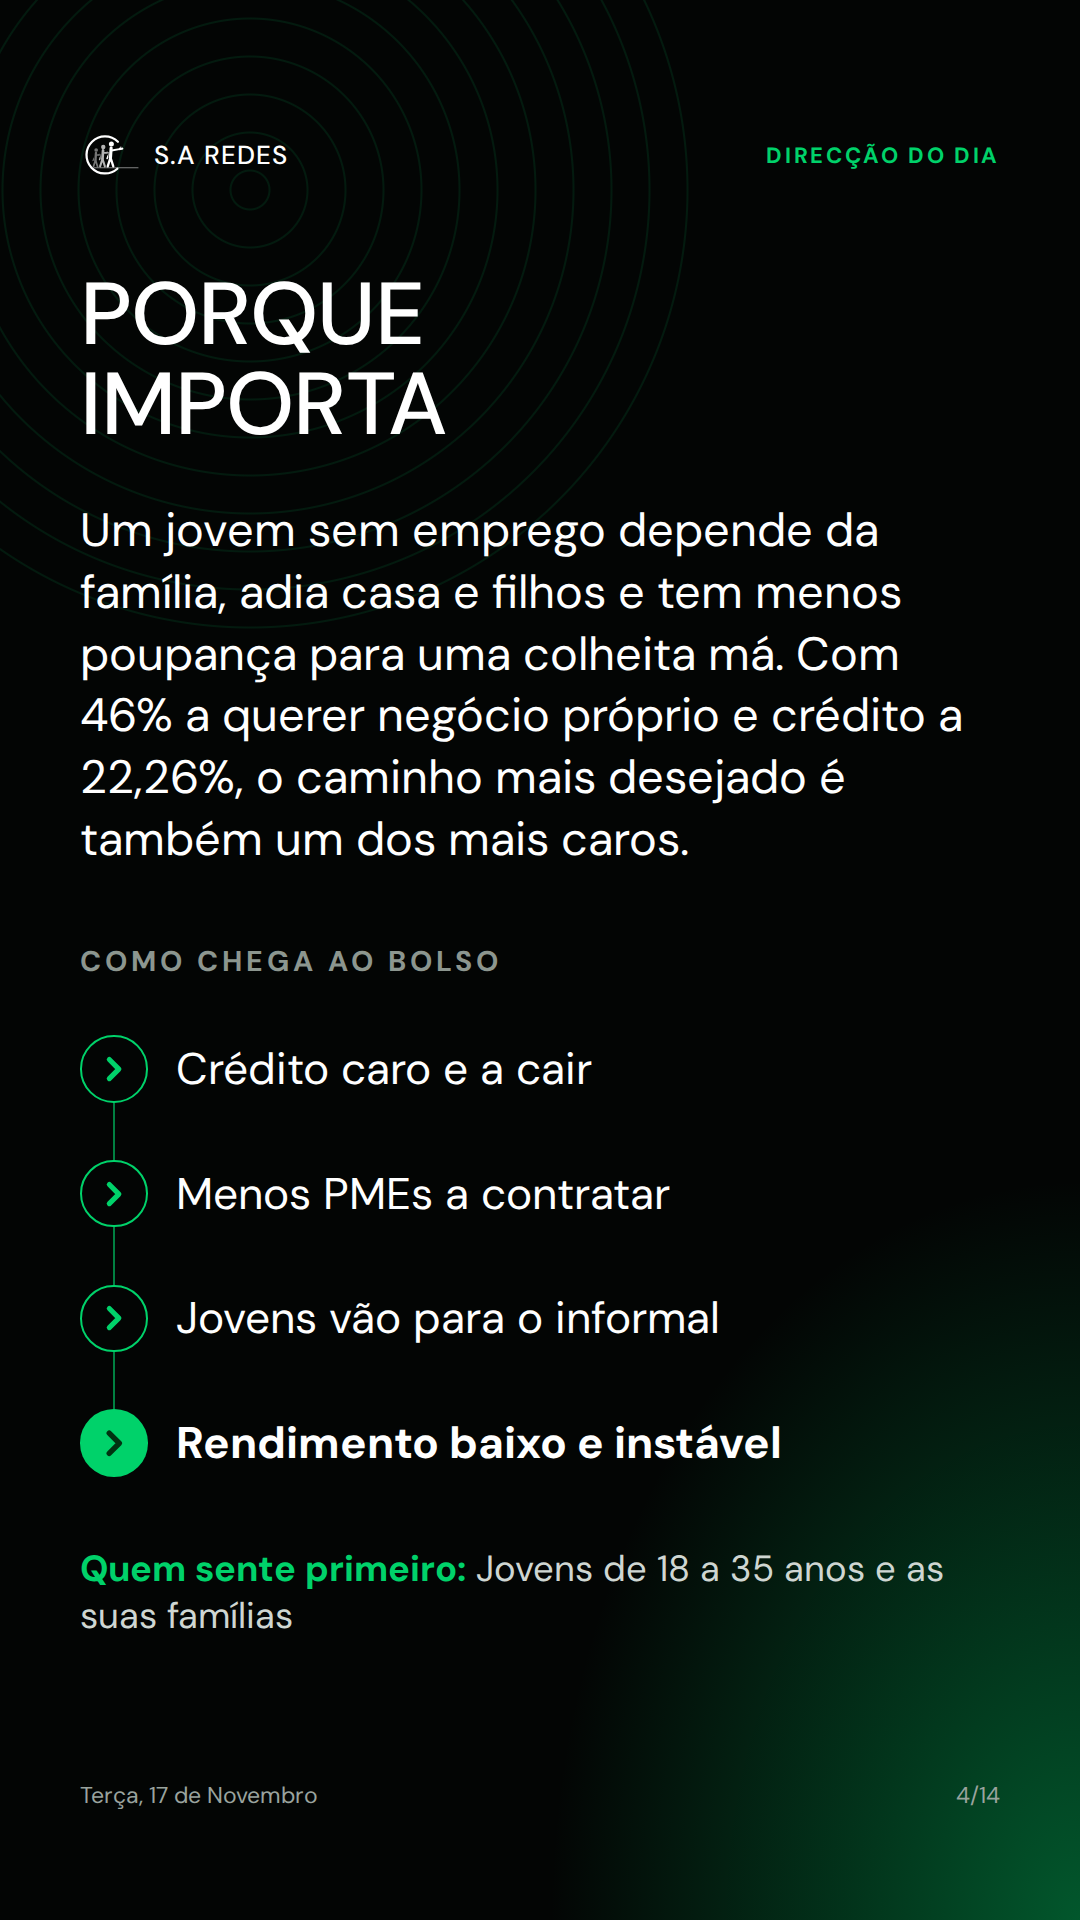 S.A REDES
DIRECÇÃO DO DIA
PORQUE
IMPORTA
Um jovem sem emprego depende da
família, adia casa e filhos e tem menos
poupança para uma colheita má. Com
46% a querer negócio próprio e crédito a
22,26%, o caminho mais desejado é
também um dos mais caros.
COMO CHEGA AO BOLSO
Crédito caro e a cair
Menos PMEs a contratar
Jovens vão para o informal
Rendimento baixo e instável
Quem sente primeiro: Jovens de 18 a 35 anos e as
suas famílias
Terça, 17 de Novembro
4/14